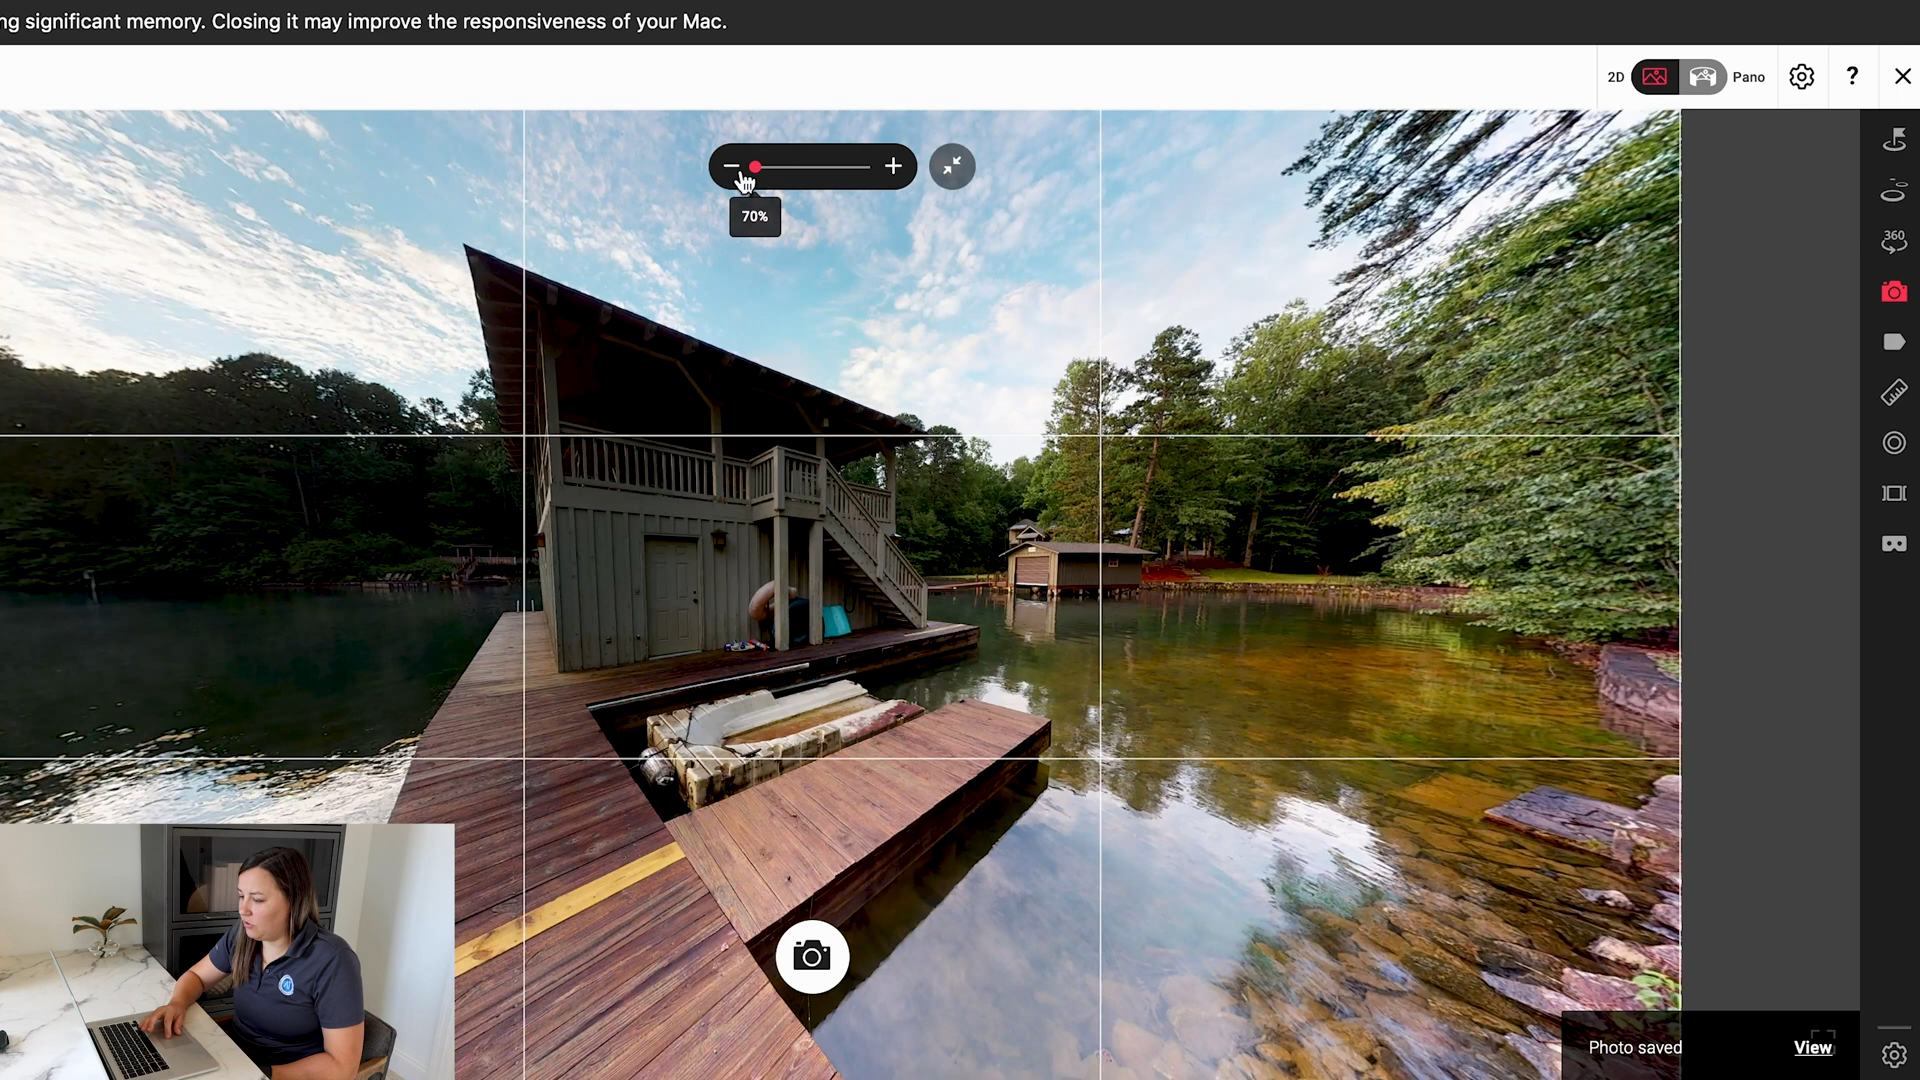 ng significant memory. Closing it may improve the responsiveness of your Mac.
2D
Pano
?
70%
360
Photo saved
View